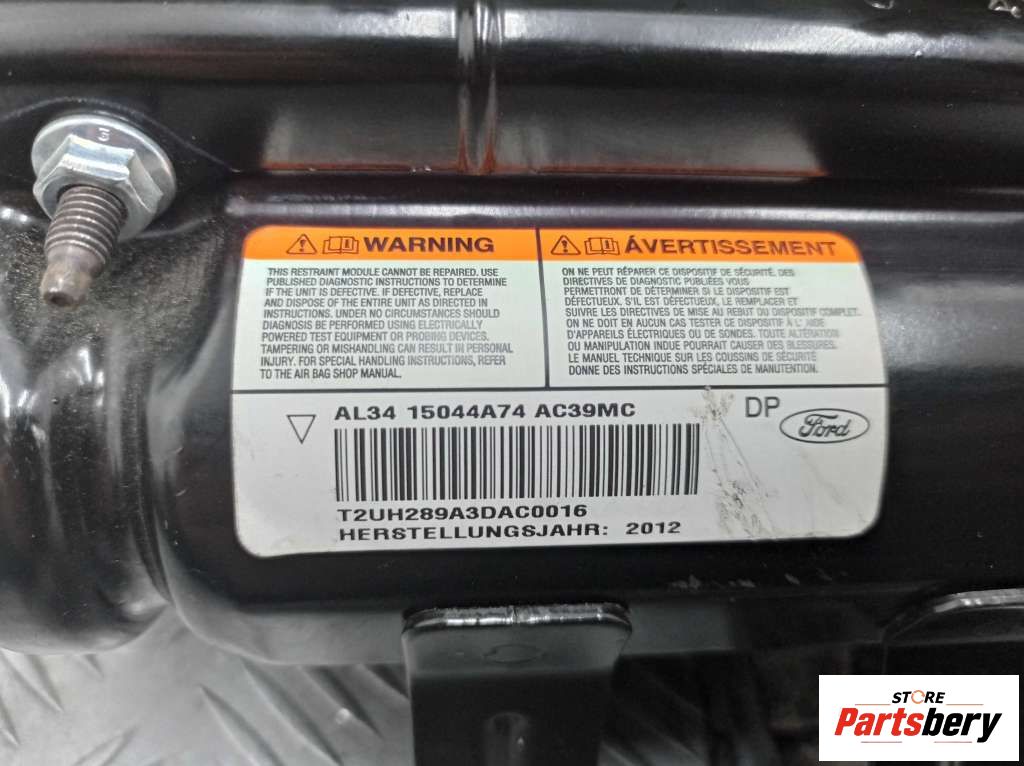 WARNING
THIS RESTRAINT MODULE CANNOT BE REPAIRED. USE
PUBLISHED DIAGNOSTIC INSTRUCTIONS TO DETERMINE
IF THE UNIT IS DEFECTIVE. IF DEFECTIVE, REPLACE
AND DISPOSE OF THE ENTIRE UNIT AS DIRECTED IN
INSTRUCTIONS. UNDER NO CIRCUMSTANCES SHOULD
DIAGNOSIS BE PERFORMED USING ELECTRICALLY
POWERED TEST EQUIPMENT OR PROBING DEVICES.
TAMPERING OR MISHANDLING CAN RESULT IN PERSONAL
INJURY. FOR SPECIAL HANDLING INSTRUCTIONS, REFER
TO THE AIR BAG SHOP MANUAL.
ÁVERTISSEMENT
ON NE PEUT RÉPARER CE DISPOSITIF DE SÉCURITÉ. DES
DIRECTIVES DE DIAGNOSTIC PUBLIÉES VOUS
PERMETTRONT DE DÉTERMINER SI LE DISPOSITIF EST
DÉFECTUEUX. S'IL EST DÉFECTUEUX, LE REMPLACER ET
SUIVRE LES DIRECTIVES DE MISE AU REBUT DU DISPOSITIF COMPLET.
ON NE DOIT EN AUCUN CAS TESTER CE DISPOSITIF À L'AIDE
D'APPAREILS ÉLECTRIQUES OU DE SONDES. TOUTE ALTÉRATION
OU MANIPULATION INDUE POURRAIT CAUSER DES BLESSURES.
LE MANUEL TECHNIQUE SUR LES COUSSINS DE SÉCURITÉ
DONNE DES INSTRUCTIONS SPÉCIALES DE MANUTENTION.
AL34 15044A74 AC39MC
DP
Ford
T2UH289A3DAC0016
HERSTELLUNGSJAHR: 2012
STORE
Partsbery